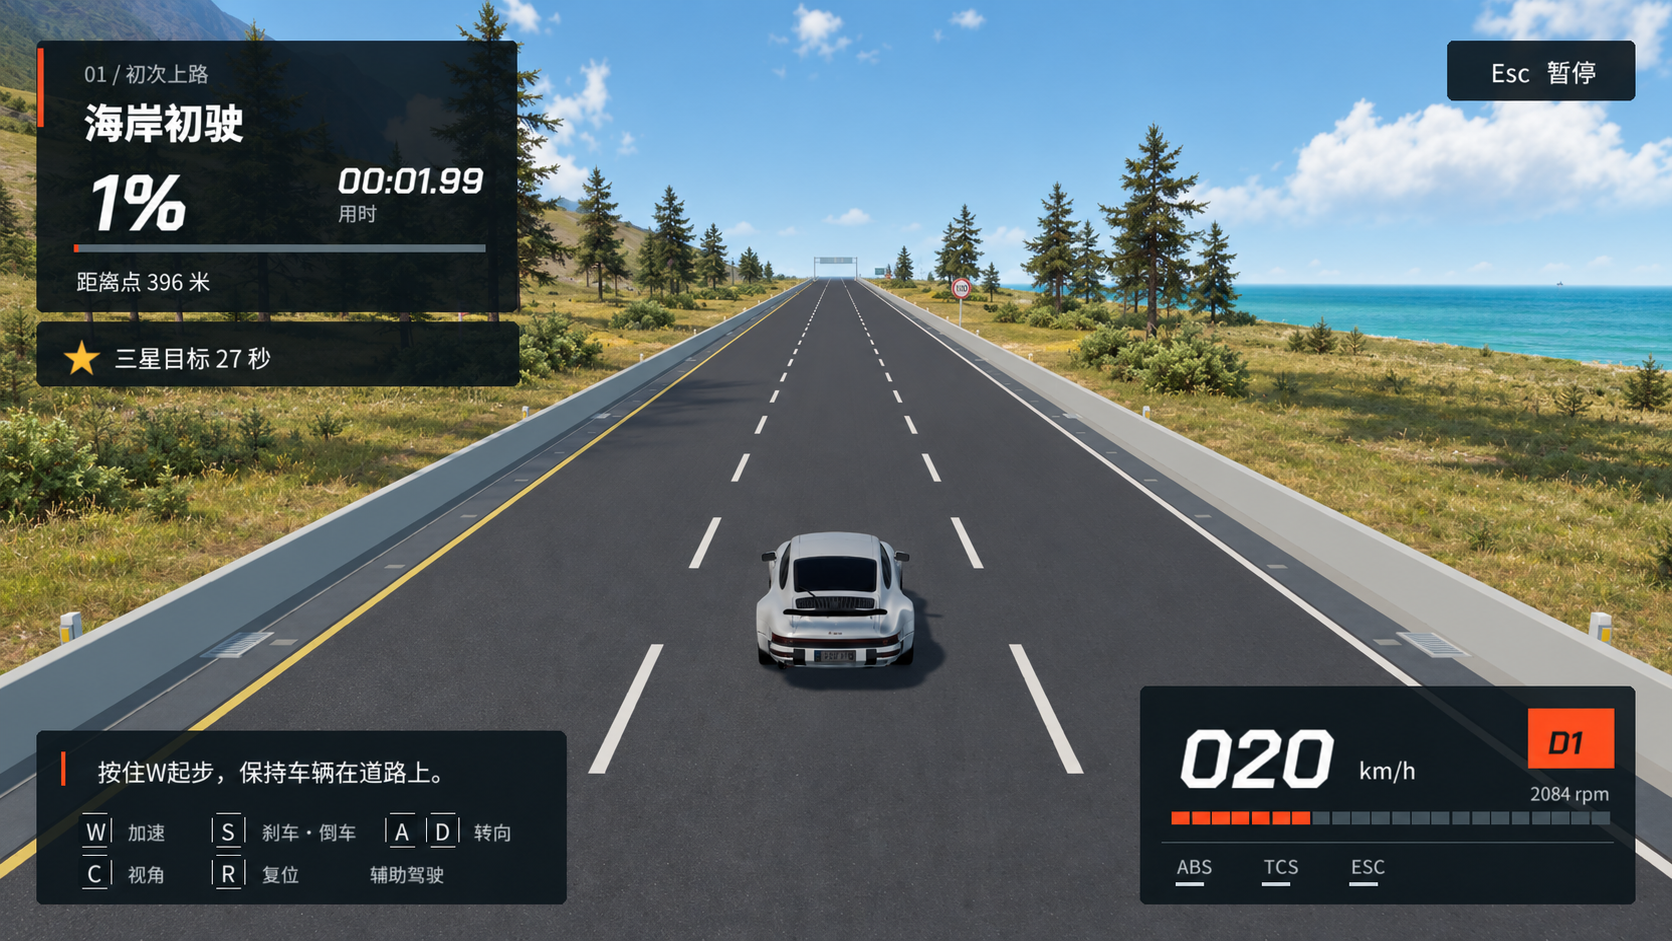 01 / 初次上路
海岸初驶
1%
00:01.99
用时
距离点 396 米
三星目标 27 秒
Esc 暂停
按住W起步，保持车辆在道路上。
W 加速 S 刹车·倒车 A D 转向
C 视角 R 复位 辅助驾驶
020 km/h
D1
2084 rpm
ABS TCS ESC